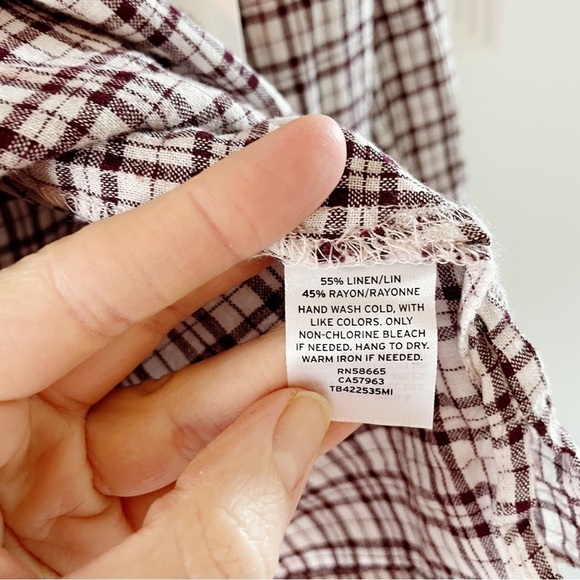 55% LINEN/LIN
45% RAYON/RAYONNE
HAND WASH COLD, WITH
LIKE COLORS. ONLY
NON-CHLORINE BLEACH
IF NEEDED. HANG TO DRY.
WARM IRON IF NEEDED.
RN58665
CA57963
TB422535MI